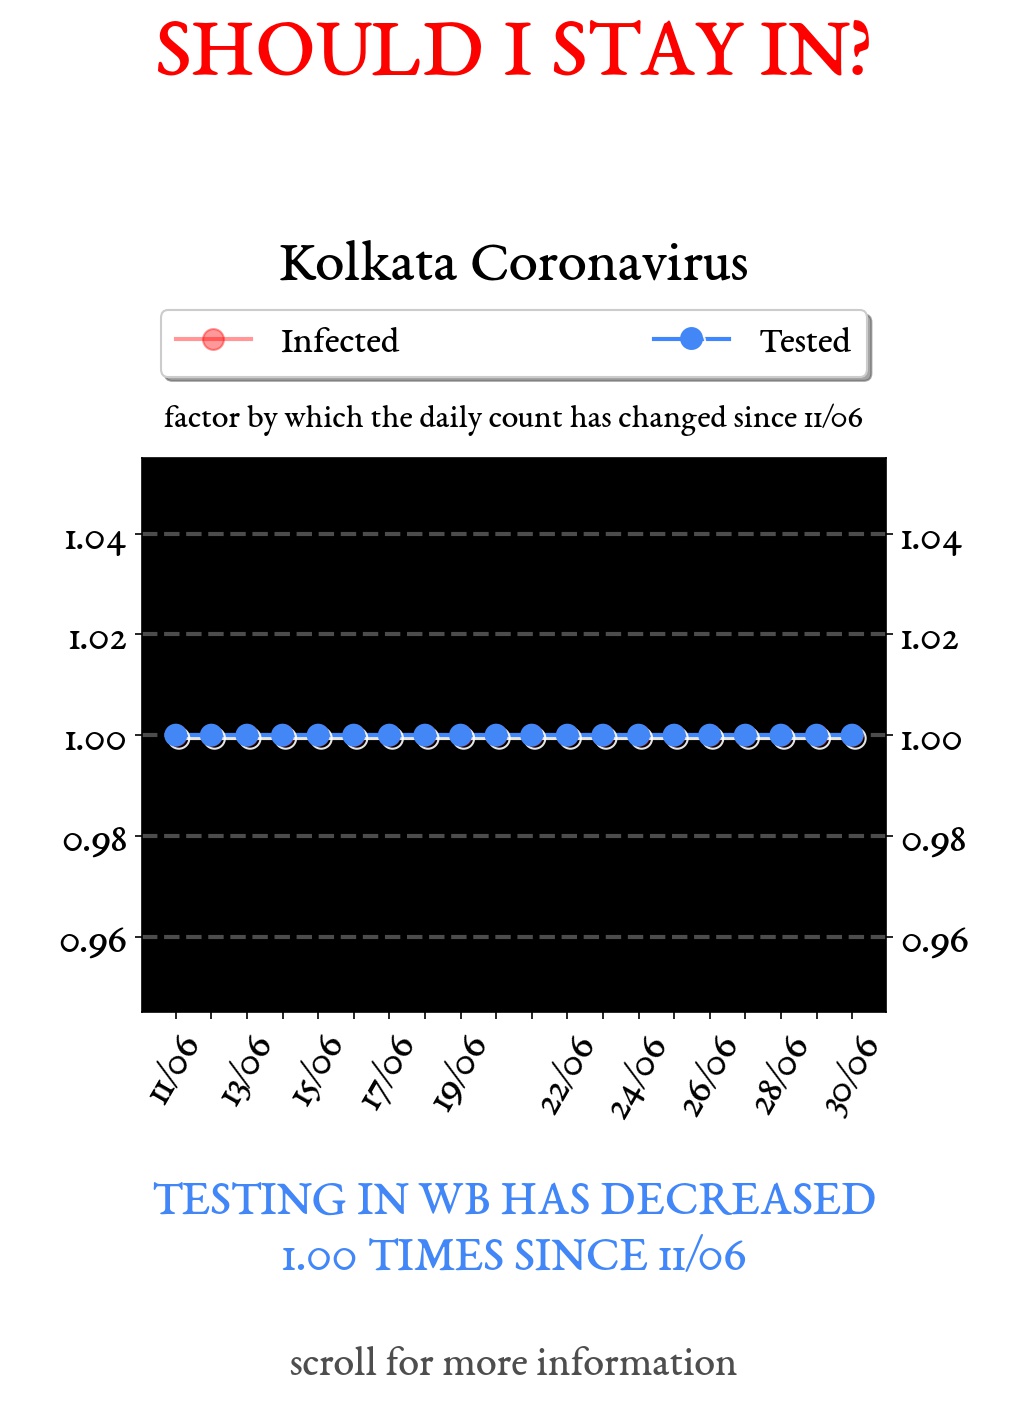 SHOULD I STAY IN?
Kolkata Coronavirus
Infected Tested
factor by which the daily count has changed since 11/06
1.04 1.04
1.02 1.02
1.00 1.00
0.98 0.98
0.96 0.96
11/06 13/06 15/06 17/06 19/06 22/06 24/06 26/06 28/06 30/06
TESTING IN WB HAS DECREASED
1.00 TIMES SINCE 11/06
scroll for more information